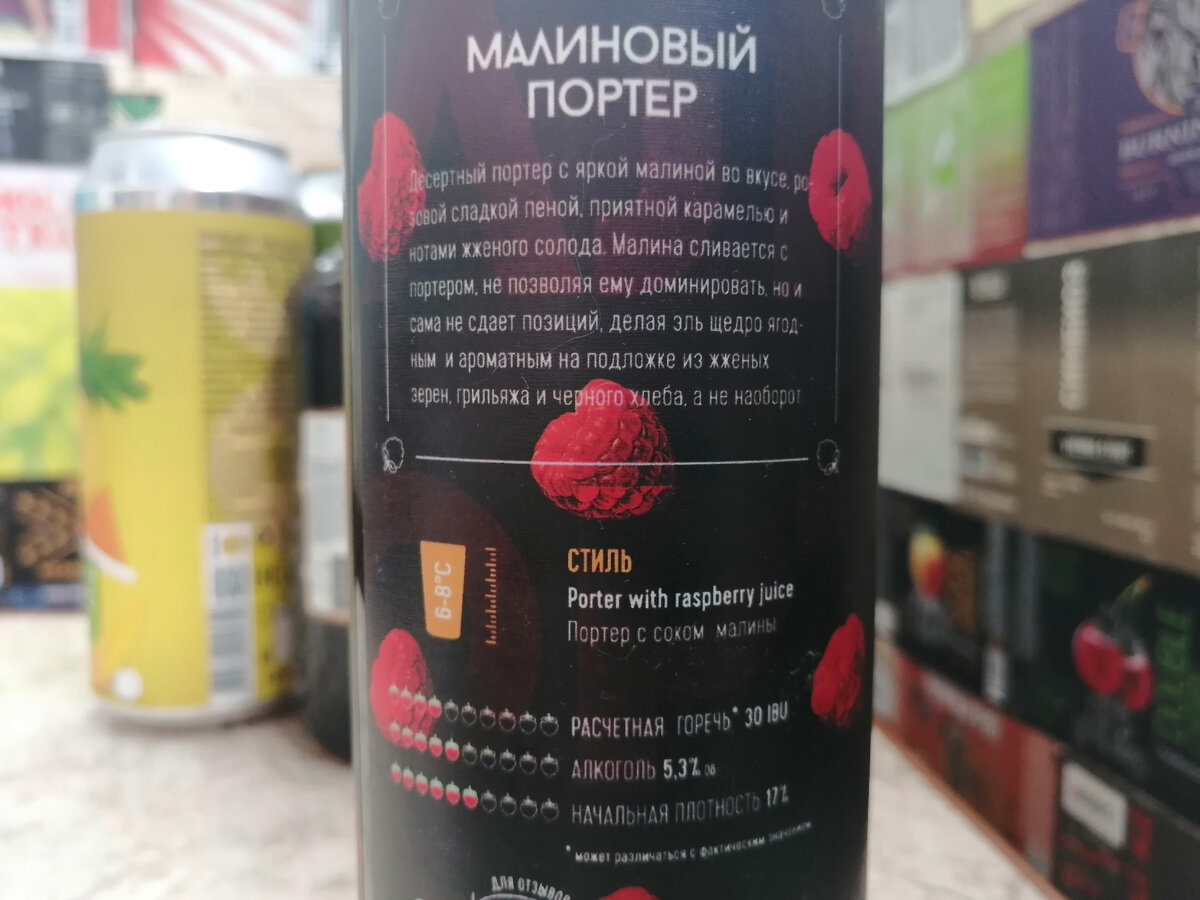 МАЛИНОВЫЙ
ПОРТЕР
Десертный портер с яркой малиной во вкусе, ро-
зовой сладкой пеной, приятной карамелью и
нотами жженого солода. Малина сливается с
портером, не позволяя ему доминировать, но и
сама не сдает позиций, делая эль щедро ягод-
ным и ароматным на подложке из жженых
зерен, грильяжа и черного хлеба, а не наоборот.
6-8°C
СТИЛЬ
Porter with raspberry juice
Портер с соком малины
РАСЧЕТНАЯ ГОРЕЧЬ* 30 IBU
АЛКОГОЛЬ 5,3% об
НАЧАЛЬНАЯ ПЛОТНОСТЬ 17%
* может различаться с фактическим значением
ДЛЯ ОТЗЫВОВ